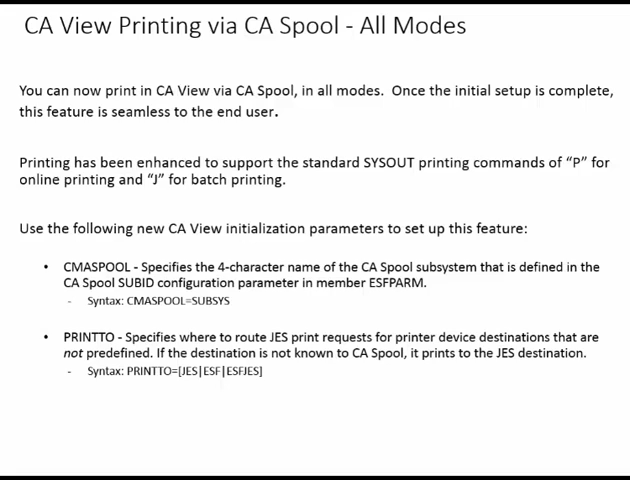 CA View Printing via CA Spool - All Modes
You can now print in CA View via CA Spool, in all modes.  Once the initial setup is complete,
this feature is seamless to the end user.
Printing has been enhanced to support the standard SYSOUT printing commands of “P” for
online printing and “J” for batch printing.
Use the following new CA View initialization parameters to set up this feature:
• CMASPOOL - Specifies the 4-character name of the CA Spool subsystem that is defined in the
CA Spool SUBID configuration parameter in member ESFPARM.
- Syntax: CMASPOOL=SUBSYS
• PRINTTO - Specifies where to route JES print requests for printer device destinations that are
not predefined. If the destination is not known to CA Spool, it prints to the JES destination.
- Syntax: PRINTTO=[JES|ESF|ESFJES]